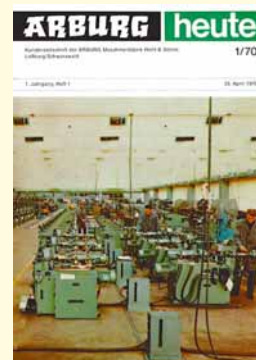 ARBURG heute
Kundenzeitschrift der ARBURG Maschinenfabrik Hehl & Söhne
Loßburg/Schwarzwald
1/70
1. Jahrgang, Heft 1